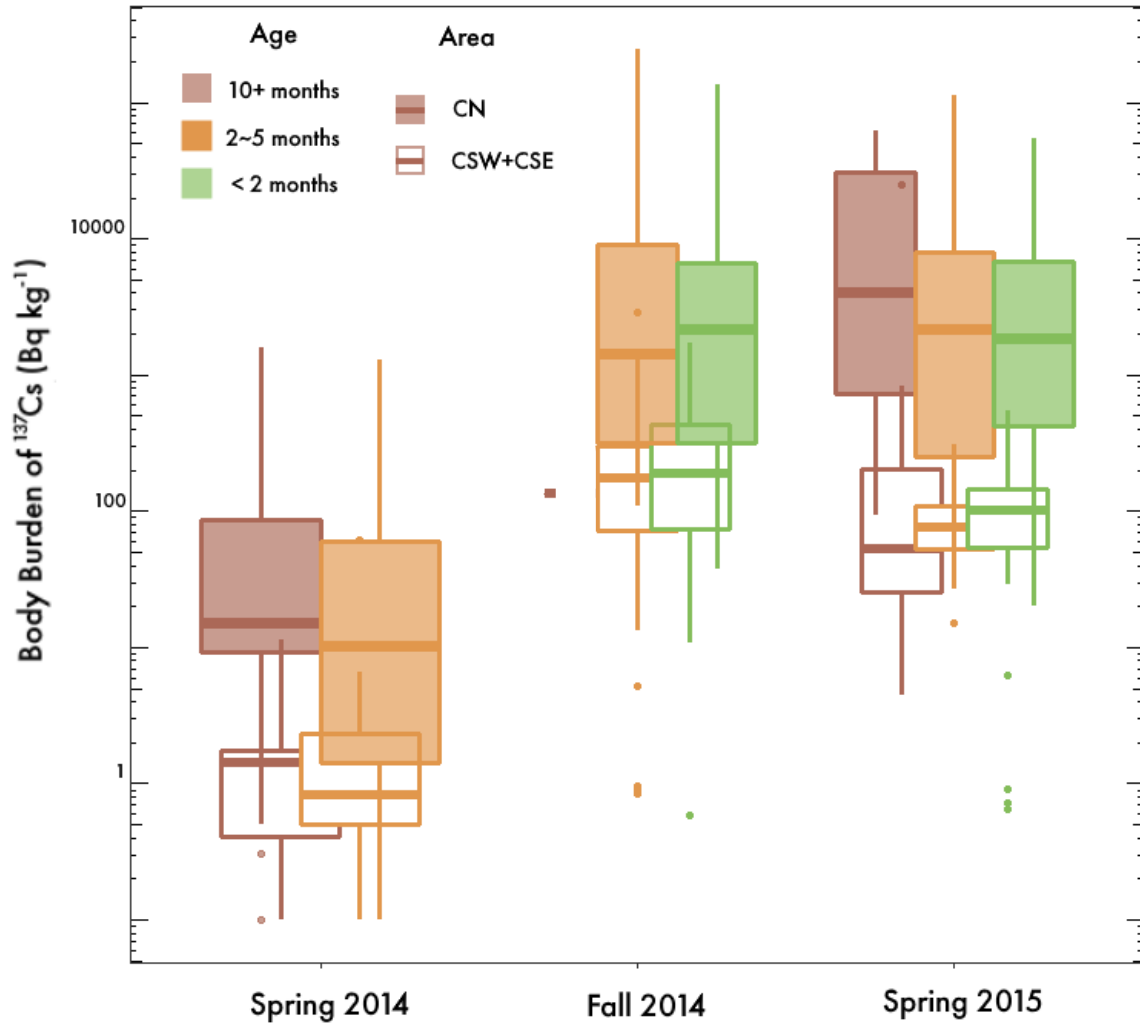 Age
Area
10+ months
2~5 months
< 2 months
CN
CSW+CSE
10000
100
1
Body Burden of ¹³⁷Cs (Bq kg⁻¹)
Spring 2014
Fall 2014
Spring 2015